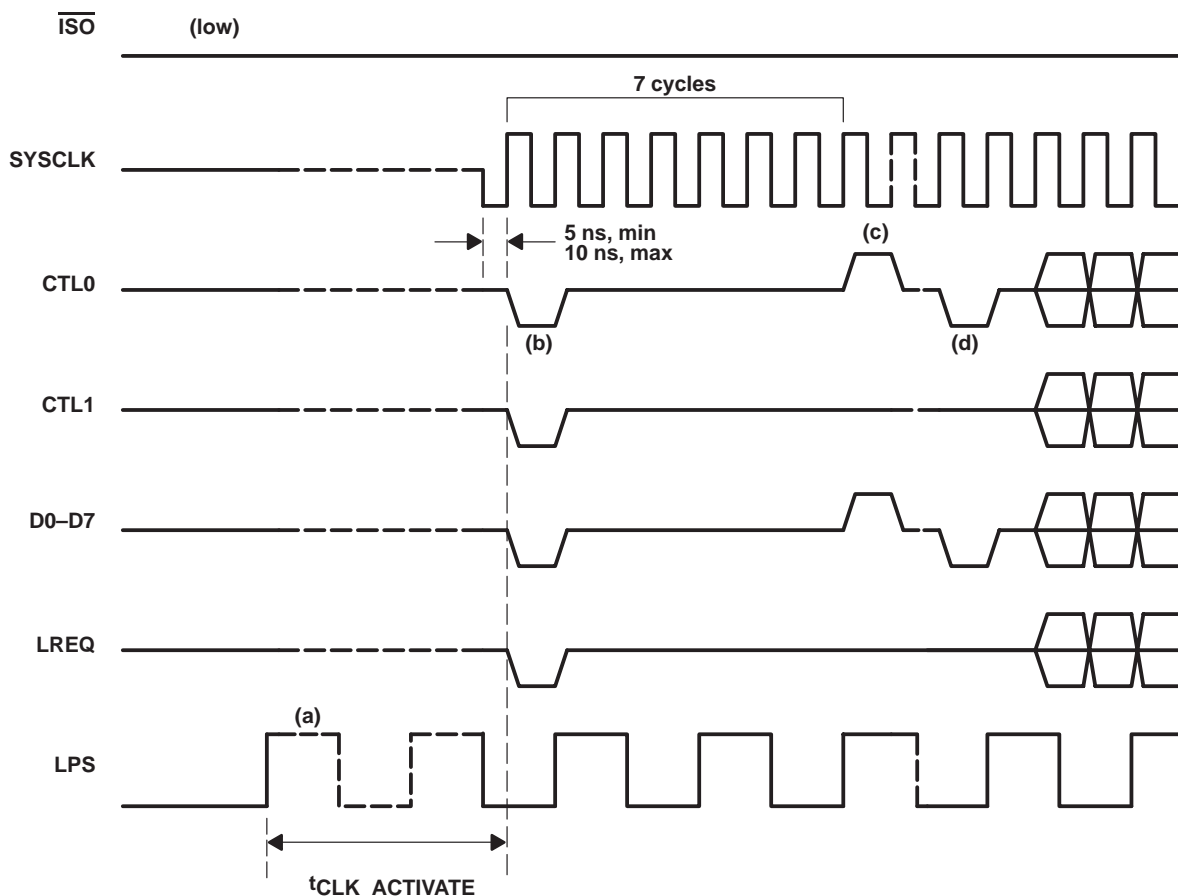 ISO
(low)
7 cycles
SYSCLK
5 ns, min
10 ns, max
(c)
CTL0
(b)
(d)
CTL1
D0–D7
LREQ
(a)
LPS
tCLK_ACTIVATE